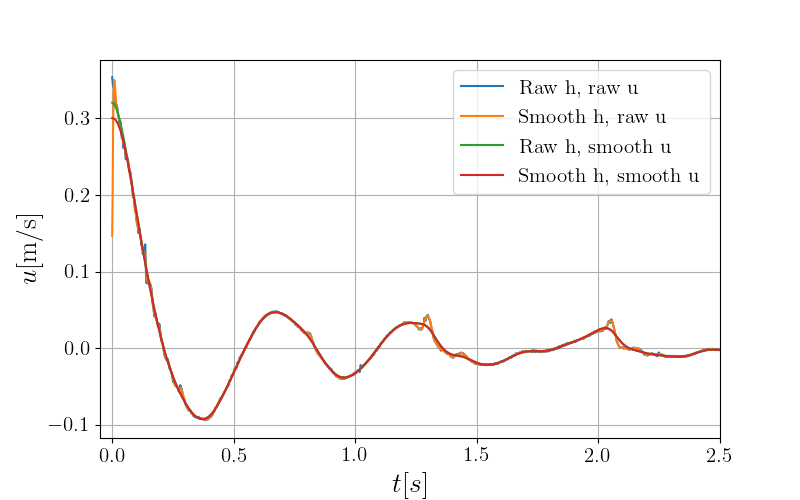 Raw h, raw u
Smooth h, raw u
Raw h, smooth u
Smooth h, smooth u
u[m/s]
0.3
0.2
0.1
0.0
−0.1
0.0 0.5 1.0 1.5 2.0 2.5
t[s]